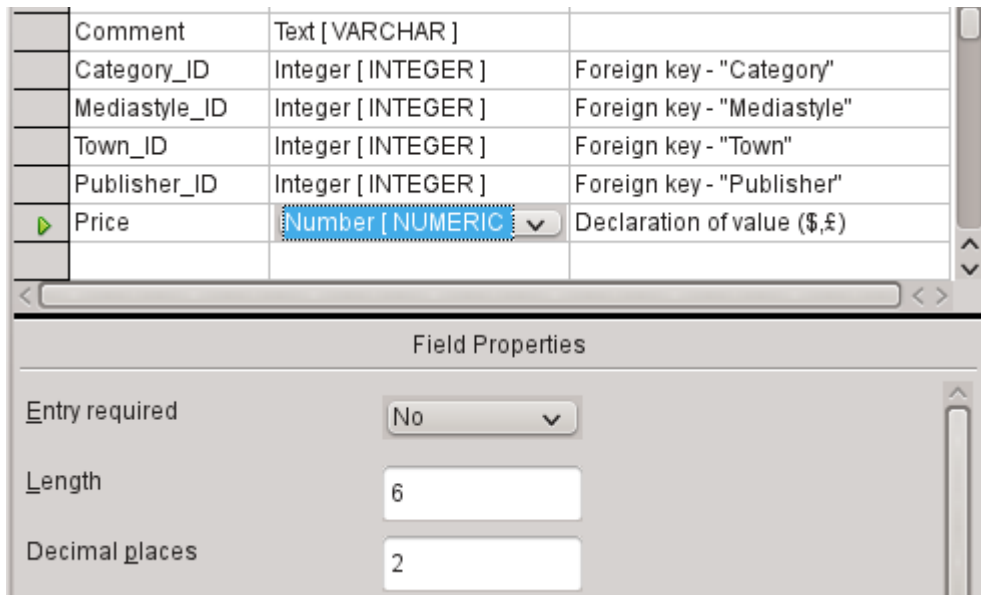 Comment Text [ VARCHAR ]
Category_ID Integer [ INTEGER ] Foreign key - "Category"
Mediastyle_ID Integer [ INTEGER ] Foreign key - "Mediastyle"
Town_ID Integer [ INTEGER ] Foreign key - "Town"
Publisher_ID Integer [ INTEGER ] Foreign key - "Publisher"
Price Number [ NUMERIC Declaration of value ($,£)
Field Properties
Entry required No
Length 6
Decimal places 2